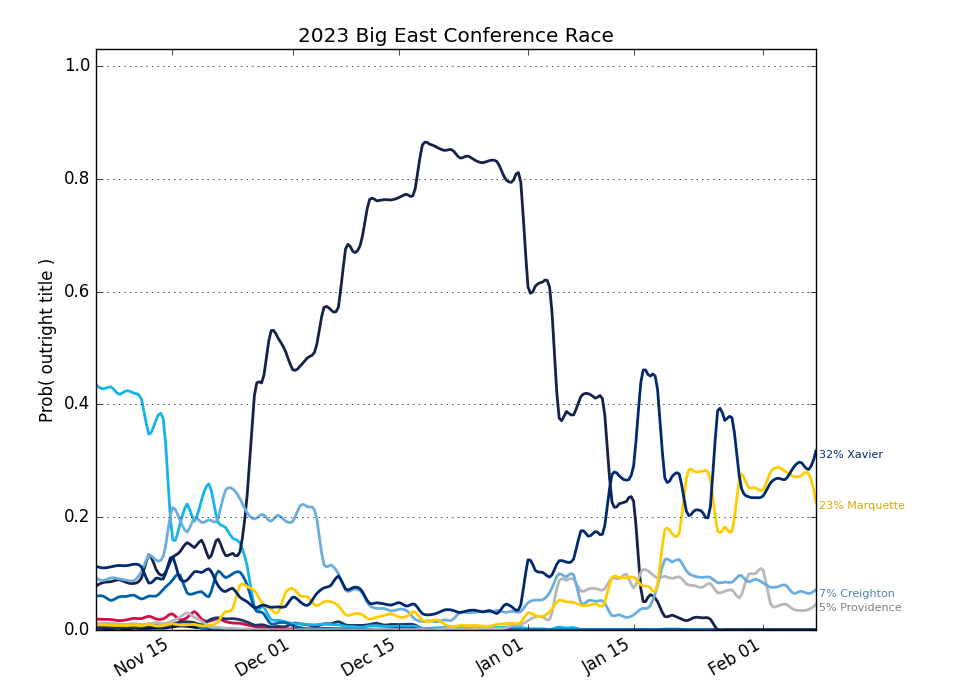 2023 Big East Conference Race
Prob( outright title )
1.0
0.8
0.6
0.4
0.2
0.0
Nov 15
Dec 01
Dec 15
Jan 01
Jan 15
Feb 01
32% Xavier
23% Marquette
7% Creighton
5% Providence